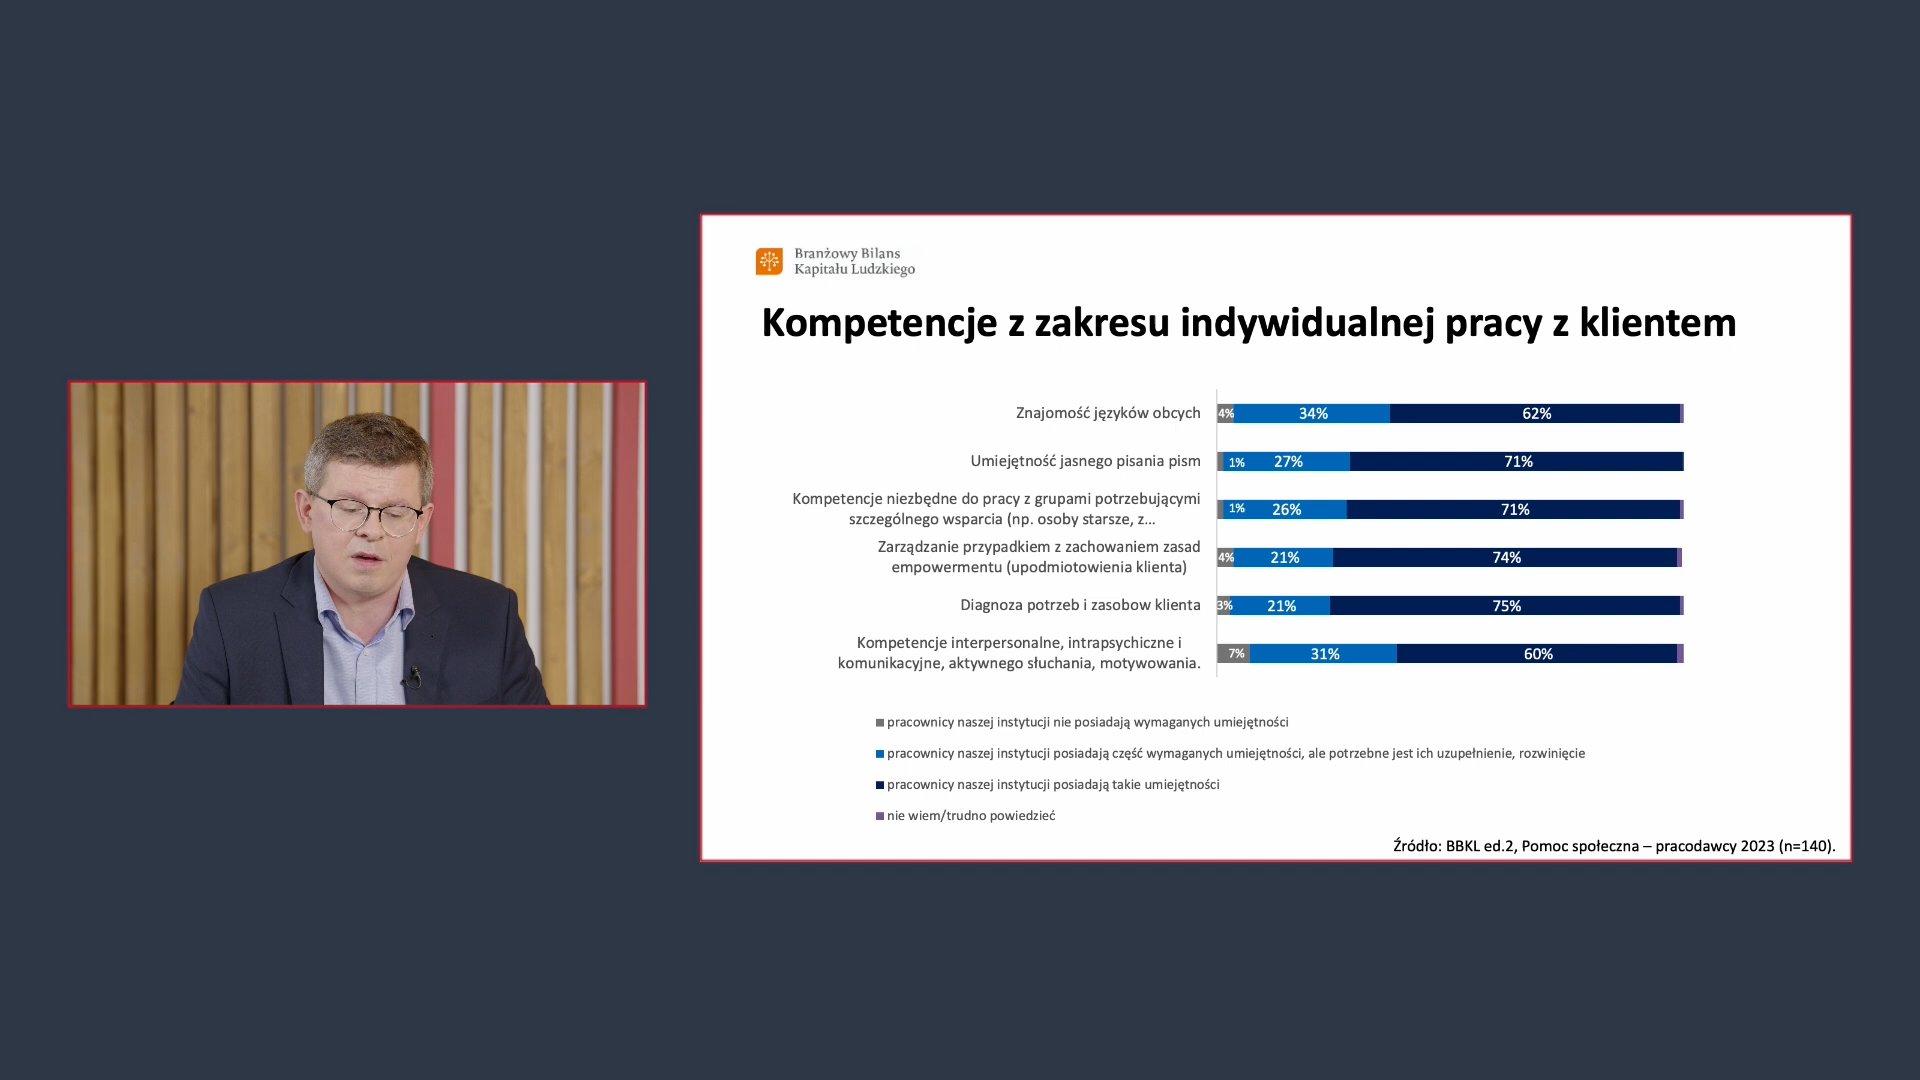 Branżowy Bilans
Kapitału Ludzkiego
Kompetencje z zakresu indywidualnej pracy z klientem
Znajomość języków obcych
4% 34% 62%
Umiejętność jasnego pisania pism
1% 27% 71%
Kompetencje niezbędne do pracy z grupami potrzebującymi
szczególnego wsparcia (np. osoby starsze, z...
1% 26% 71%
Zarządzanie przypadkiem z zachowaniem zasad
empowermentu (upodmiotowienia klienta)
4% 21% 74%
Diagnoza potrzeb i zasobow klienta
3% 21% 75%
Kompetencje interpersonalne, intrapsychiczne i
komunikacyjne, aktywnego słuchania, motywowania.
7% 31% 60%
pracownicy naszej instytucji nie posiadają wymaganych umiejętności
pracownicy naszej instytucji posiadają część wymaganych umiejętności, ale potrzebne jest ich uzupełnienie, rozwinięcie
pracownicy naszej instytucji posiadają takie umiejętności
nie wiem/trudno powiedzieć
Źródło: BBKL ed.2, Pomoc społeczna – pracodawcy 2023 (n=140).